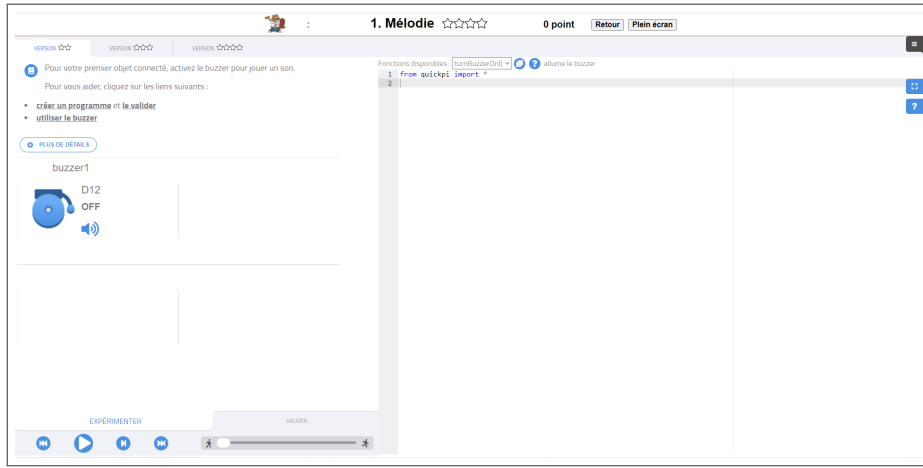 : 1. Mélodie 0 point Retour Plein écran
VERSION VERSION VERSION
Pour votre premier objet connecté, activez le buzzer pour jouer un son.
Pour vous aider, cliquez sur les liens suivants :
• créer un programme et le valider
• utiliser le buzzer
PLUS DE DÉTAILS
buzzer1
D12
OFF
EXPÉRIMENTER VALIDER
Fonctions disponibles : turnBuzzerOn() ? allume le buzzer
1 from quickpi import *
2
?